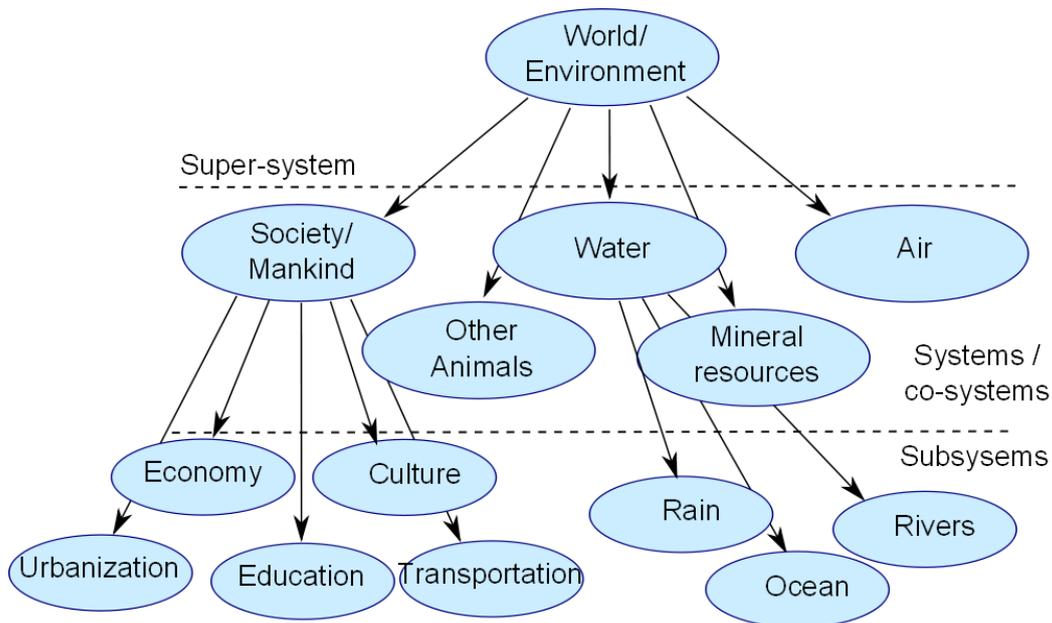 World/
Environment
Super-system
Society/
Mankind
Water
Air
Other
Animals
Mineral
resources
Systems /
co-systems
Subsysems
Economy
Culture
Rain
Rivers
Urbanization
Education
Transportation
Ocean